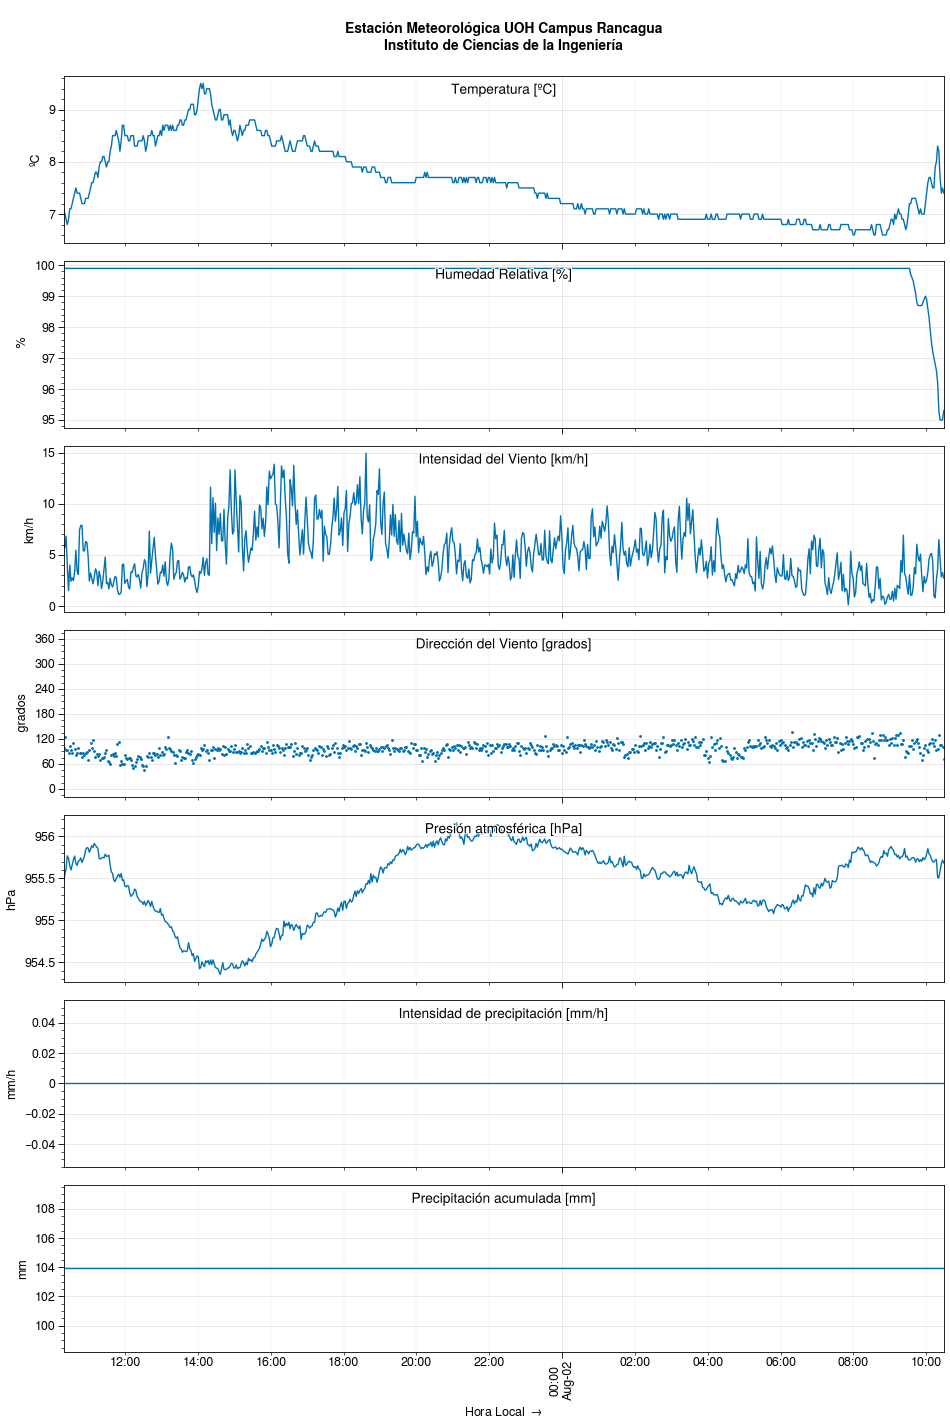 Estación Meteorológica UOH Campus Rancagua
Instituto de Ciencias de la Ingeniería
Temperatura [ºC]
9
8
7
ºC
Humedad Relativa [%]
100
99
98
97
96
95
%
Intensidad del Viento [km/h]
15
10
5
0
km/h
Dirección del Viento [grados]
360
300
240
180
120
60
0
grados
Presión atmosférica [hPa]
956
955.5
955
954.5
hPa
Intensidad de precipitación [mm/h]
0.04
0.02
0
−0.02
−0.04
mm/h
Precipitación acumulada [mm]
108
106
104
102
100
mm
12:00 14:00 16:00 18:00 20:00 22:00 00:00 02:00 04:00 06:00 08:00 10:00
Aug-02
Hora Local →